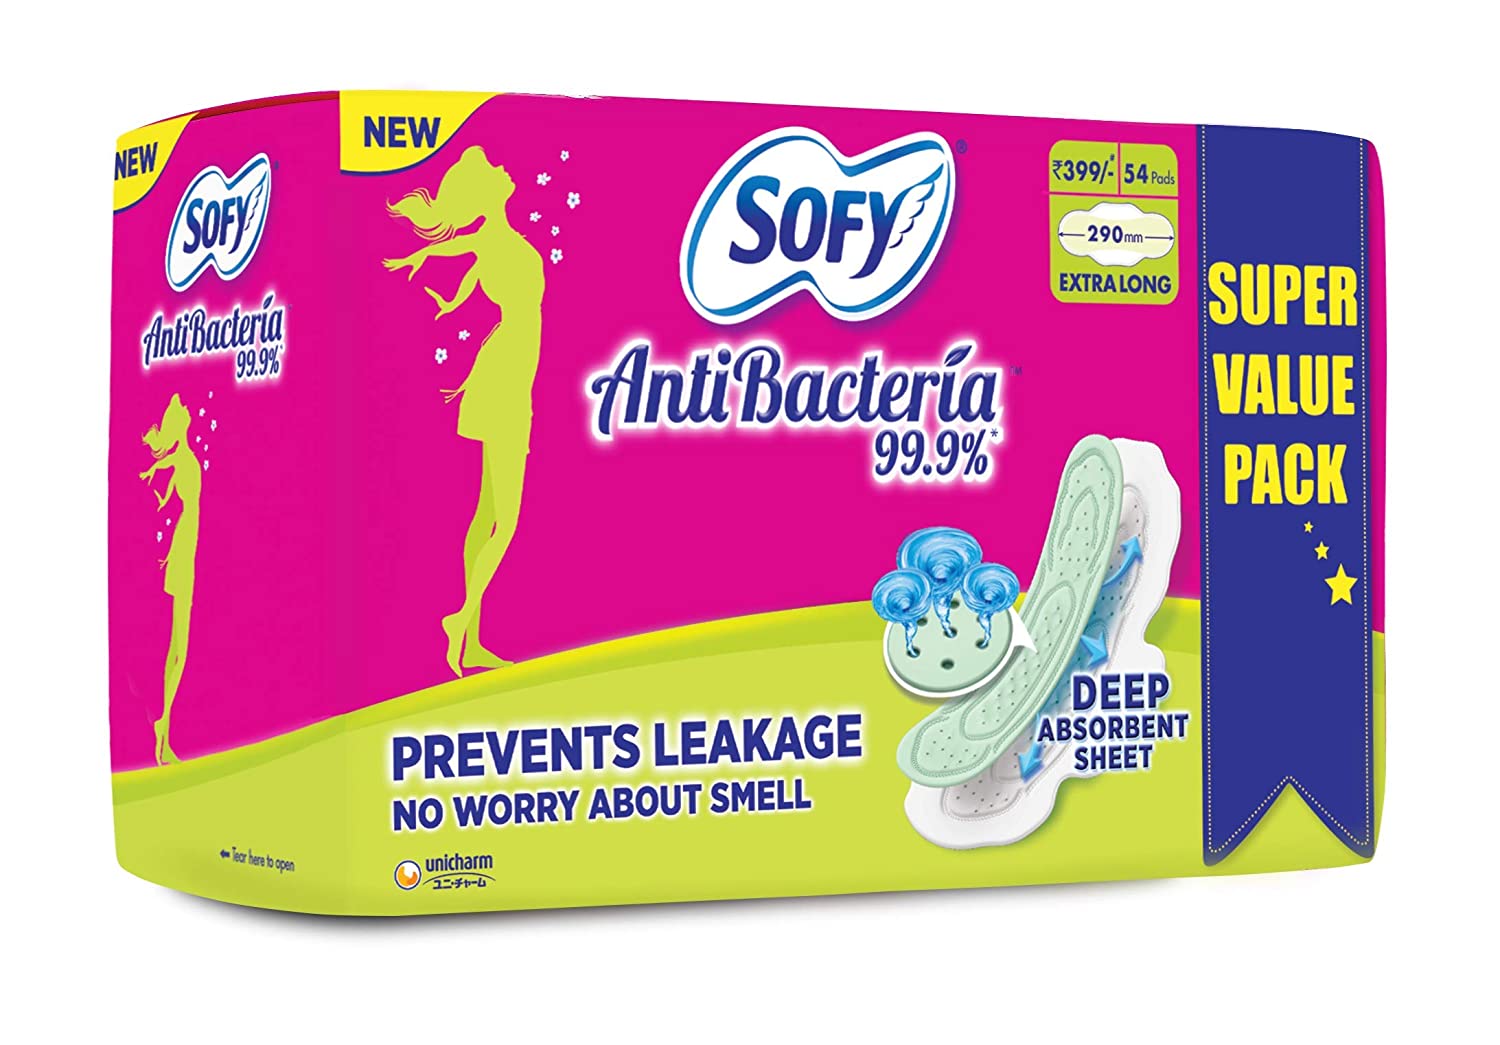 NEW
SOFY
AntiBacteria
99.9%*
← Tear here to open
NEW
SOFY®
AntiBacteria™
99.9%*
₹399/-# 54 Pads
290mm
EXTRA LONG
SUPER
VALUE
PACK
DEEP
ABSORBENT
SHEET
PREVENTS LEAKAGE
NO WORRY ABOUT SMELL
unicharm
ユニ・チャーム